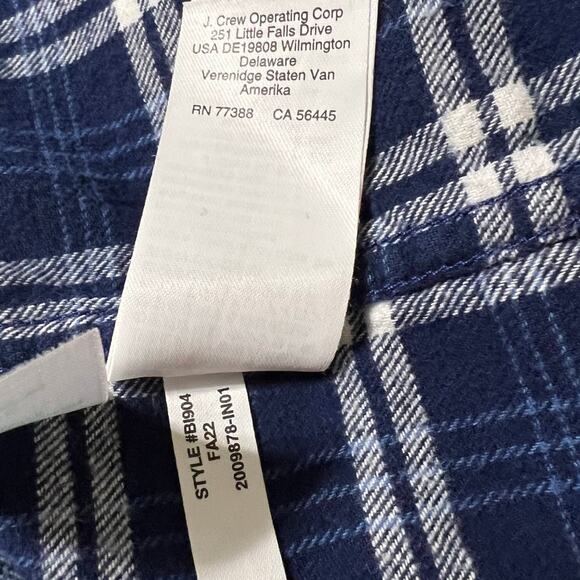 J. Crew Operating Corp
251 Little Falls Drive
USA DE19808 Wilmington
Delaware
Verenidge Staten Van
Amerika
RN 77388 CA 56445
STYLE #BI904
FA22
2009878-IN01